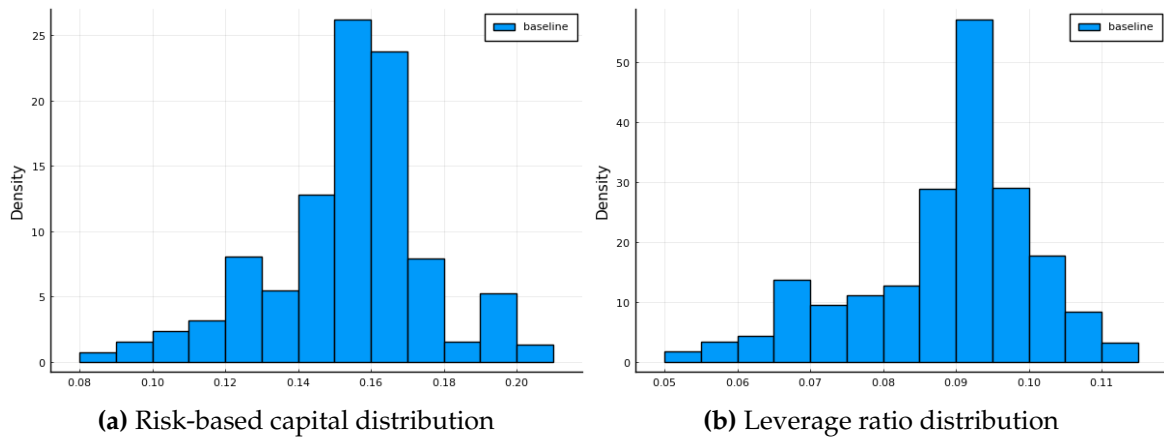 baseline
Density
25
20
15
10
5
0
0.08 0.10 0.12 0.14 0.16 0.18 0.20
(a) Risk-based capital distribution
baseline
Density
50
40
30
20
10
0
0.05 0.06 0.07 0.08 0.09 0.10 0.11
(b) Leverage ratio distribution